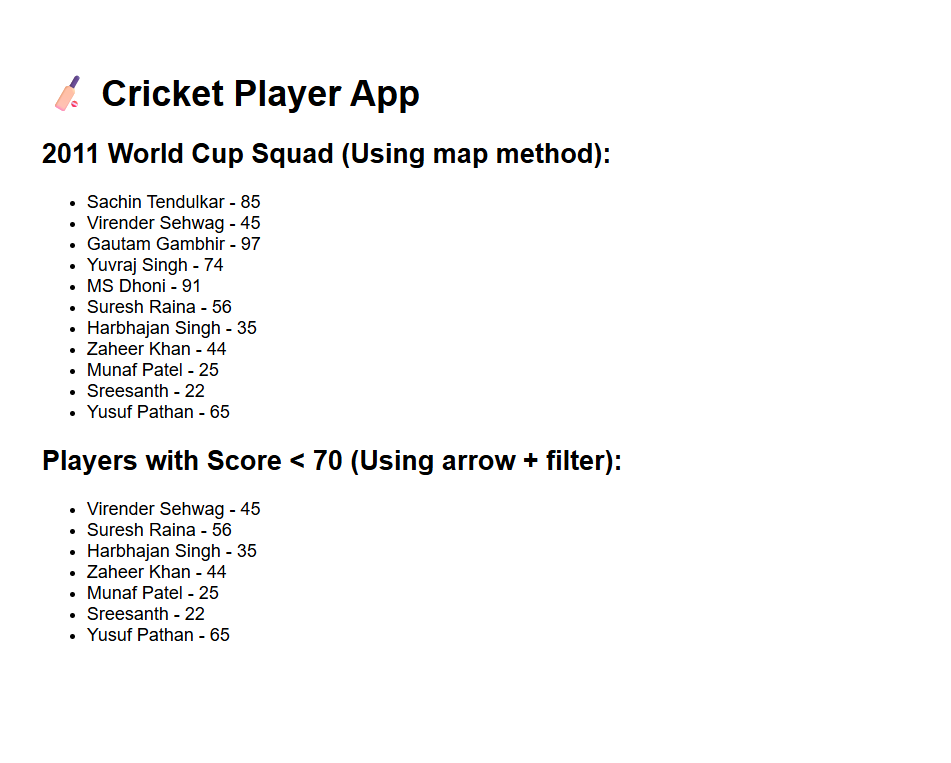 Cricket Player App
2011 World Cup Squad (Using map method):
Sachin Tendulkar - 85
Virender Sehwag - 45
Gautam Gambhir - 97
Yuvraj Singh - 74
MS Dhoni - 91
Suresh Raina - 56
Harbhajan Singh - 35
Zaheer Khan - 44
Munaf Patel - 25
Sreesanth - 22
Yusuf Pathan - 65
Players with Score < 70 (Using arrow + filter):
Virender Sehwag - 45
Suresh Raina - 56
Harbhajan Singh - 35
Zaheer Khan - 44
Munaf Patel - 25
Sreesanth - 22
Yusuf Pathan - 65